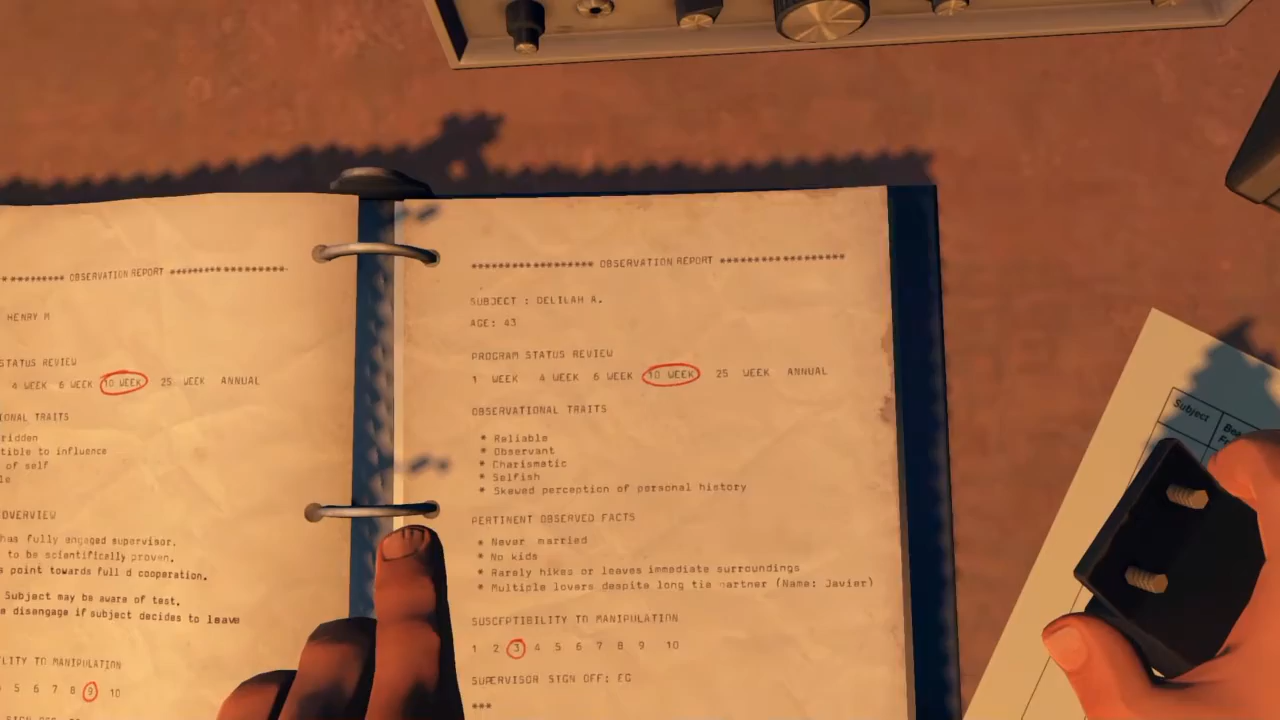 ******************* OBSERVATION REPORT ******************
HENRY M
STATUS REVIEW
4 WEEK 6 WEEK 10 WEEK 25 WEEK ANNUAL
IONAL TRAITS
ridden
tible to influence
of self
OVERVIEW
has fully engaged supervisor.
to be scientifically proven.
s point towards full d cooperation.
Subject may be aware of test.
e disengage if subject decides to leave
LITY TO MANIPULATION
5 6 7 8 9 10
******************* OBSERVATION REPORT *******************
SUBJECT : DELILAH A.
AGE: 43
PROGRAM STATUS REVIEW
1 WEEK 4 WEEK 6 WEEK 10 WEEK 25 WEEK ANNUAL
OBSERVATIONAL TRAITS
* Reliable
* Observant
* Charismatic
* Selfish
* Skewed perception of personal history
PERTINENT OBSERVED FACTS
* Never married
* No kids
* Rarely hikes or leaves immediate surroundings
* Multiple lovers despite long tie partner (Name: Javier)
SUSCEPTIBILITY TO MANIPULATION
1 2 3 4 5 6 7 8 9 10
SUPERVISOR SIGN OFF: EG
***
Subject